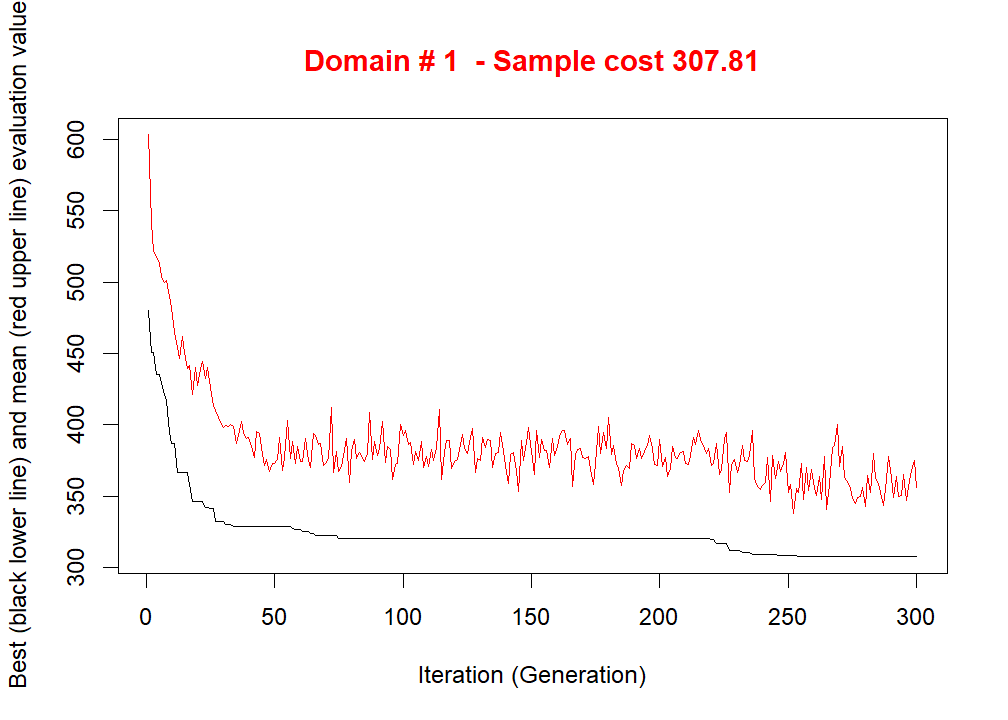 Domain # 1  - Sample cost 307.81
Best (black lower line) and mean (red upper line) evaluation value
600
550
500
450
400
350
300
0 50 100 150 200 250 300
Iteration (Generation)